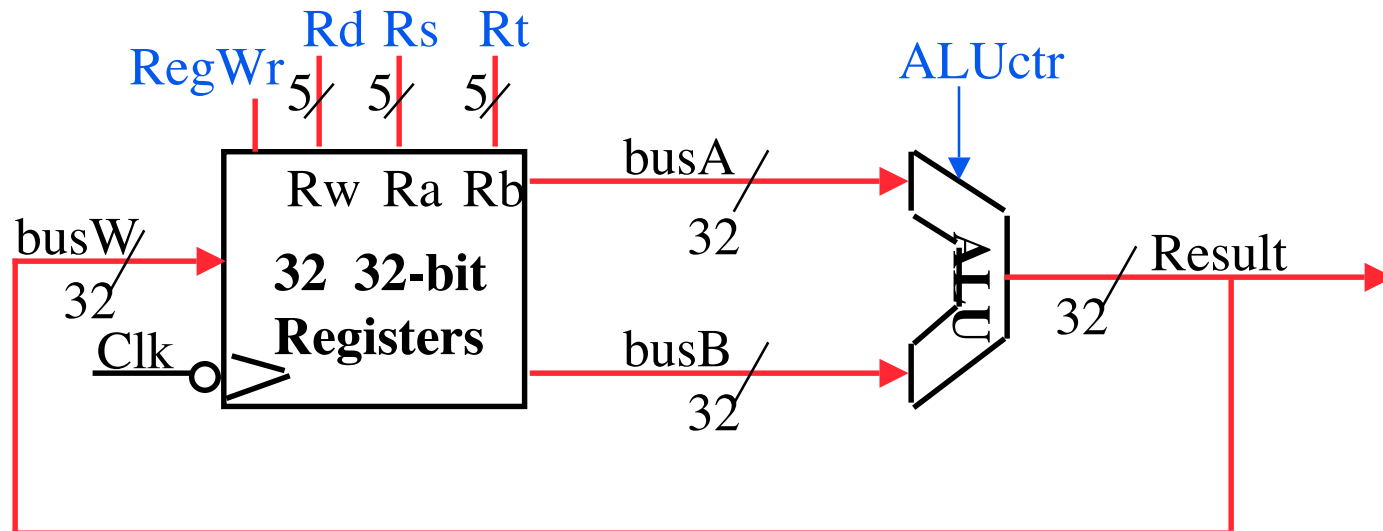 Rd Rs Rt
RegWr ALUctr
5 5 5
busA
Rw Ra Rb
32
busW
32 32-bit
ALU
Result
32
32
Registers
Clk
busB
32